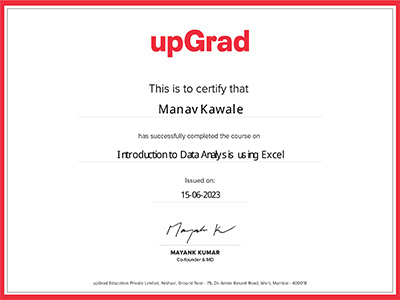 upGrad
This is to certify that
Manav Kawale
has successfully completed the course on
Introduction to Data Analysis using Excel
Issued on:
15-06-2023
Mayank K
MAYANK KUMAR
Co-founder & MD
upGrad Education Private Limited, Nishuvi, Ground floor - 75, Dr. Annie Besant Road, Worli, Mumbai - 400018